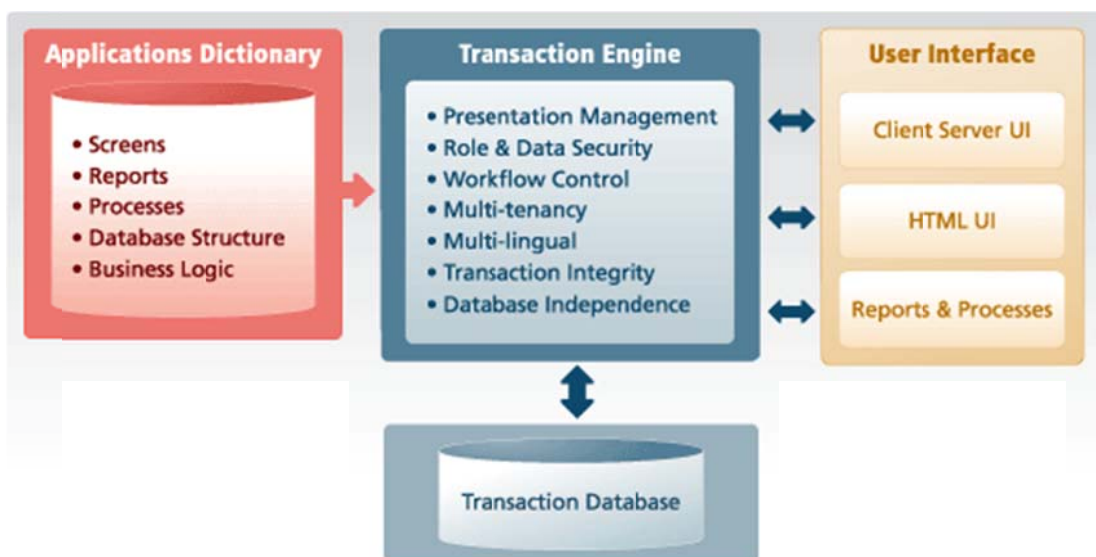 Applications Dictionary
• Screens
• Reports
• Processes
• Database Structure
• Business Logic
Transaction Engine
• Presentation Management
• Role & Data Security
• Workflow Control
• Multi-tenancy
• Multi-lingual
• Transaction Integrity
• Database Independence
User Interface
Client Server UI
HTML UI
Reports & Processes
Transaction Database